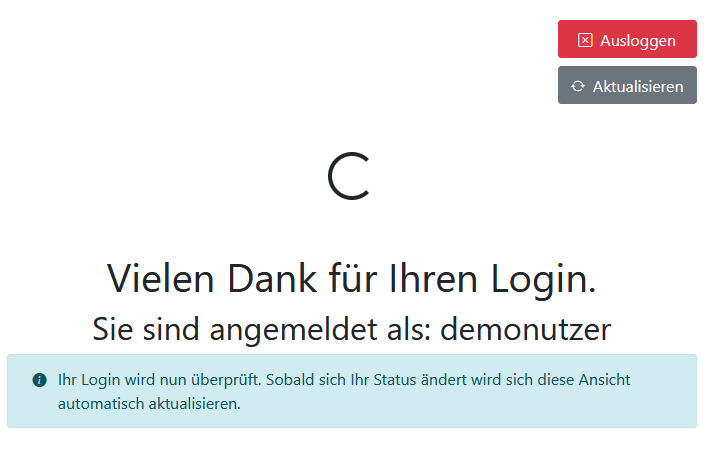 Ausloggen
Aktualisieren
Vielen Dank für Ihren Login.
Sie sind angemeldet als: demonutzer
Ihr Login wird nun überprüft. Sobald sich Ihr Status ändert wird sich diese Ansicht
automatisch aktualisieren.